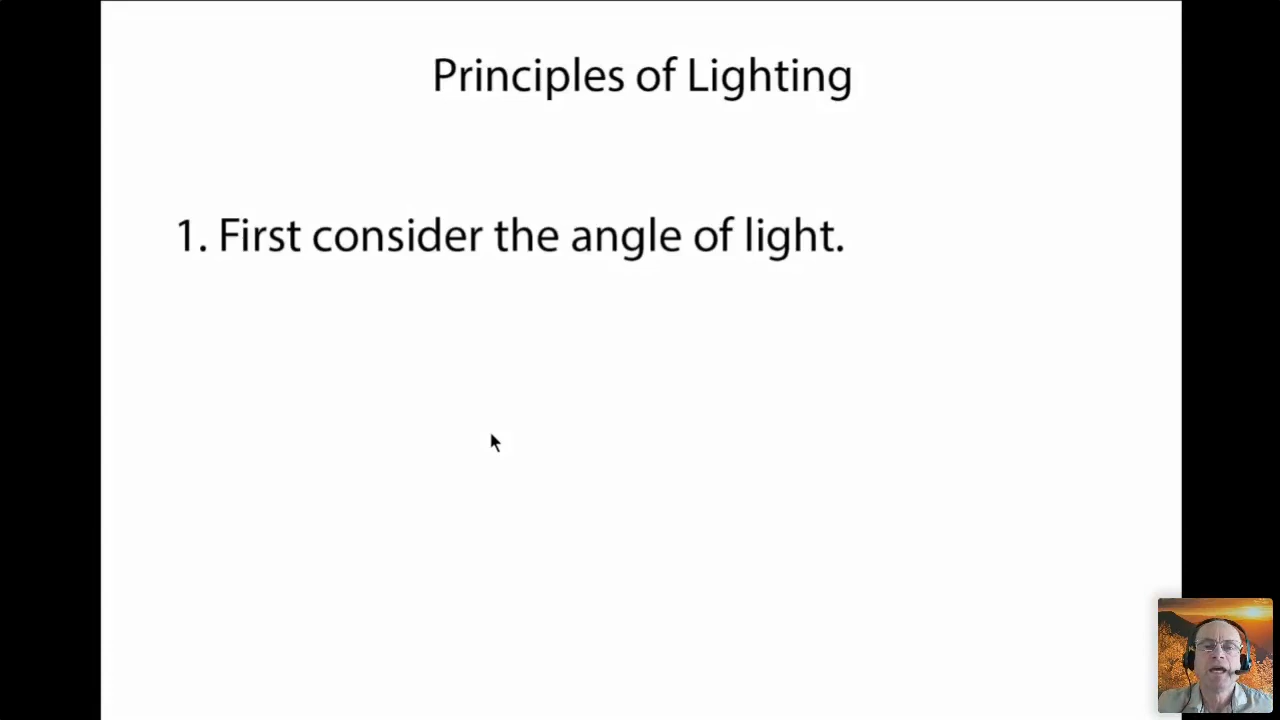 Principles of Lighting
1. First consider the angle of light.